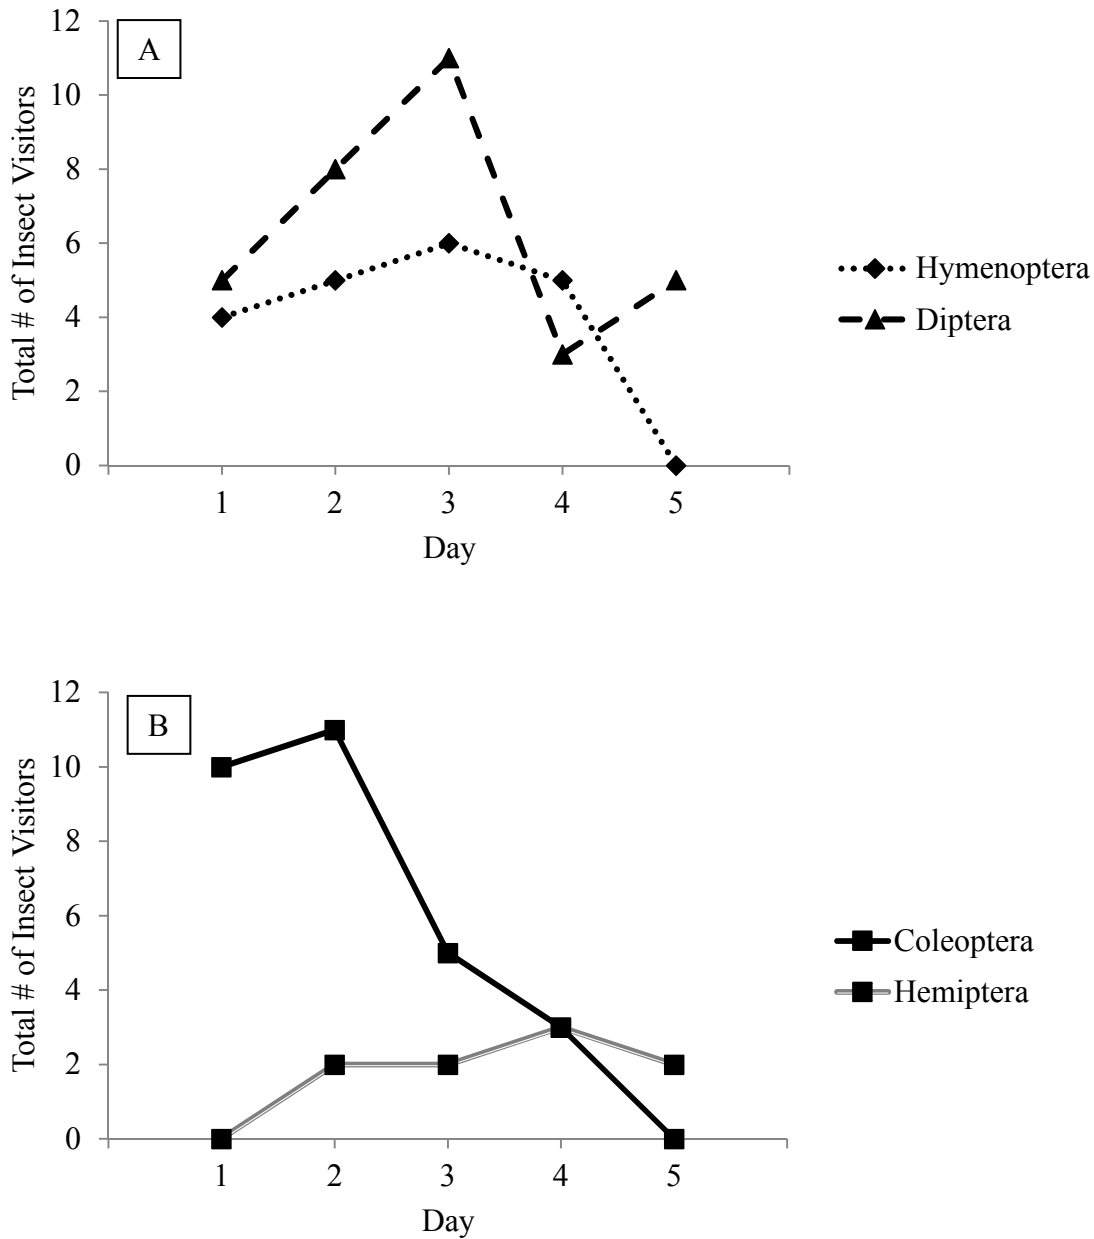 A
Total # of Insect Visitors
12
10
8
6
4
2
0
1 2 3 4 5
Day
Hymenoptera
Diptera
B
Total # of Insect Visitors
12
10
8
6
4
2
0
1 2 3 4 5
Day
Coleoptera
Hemiptera